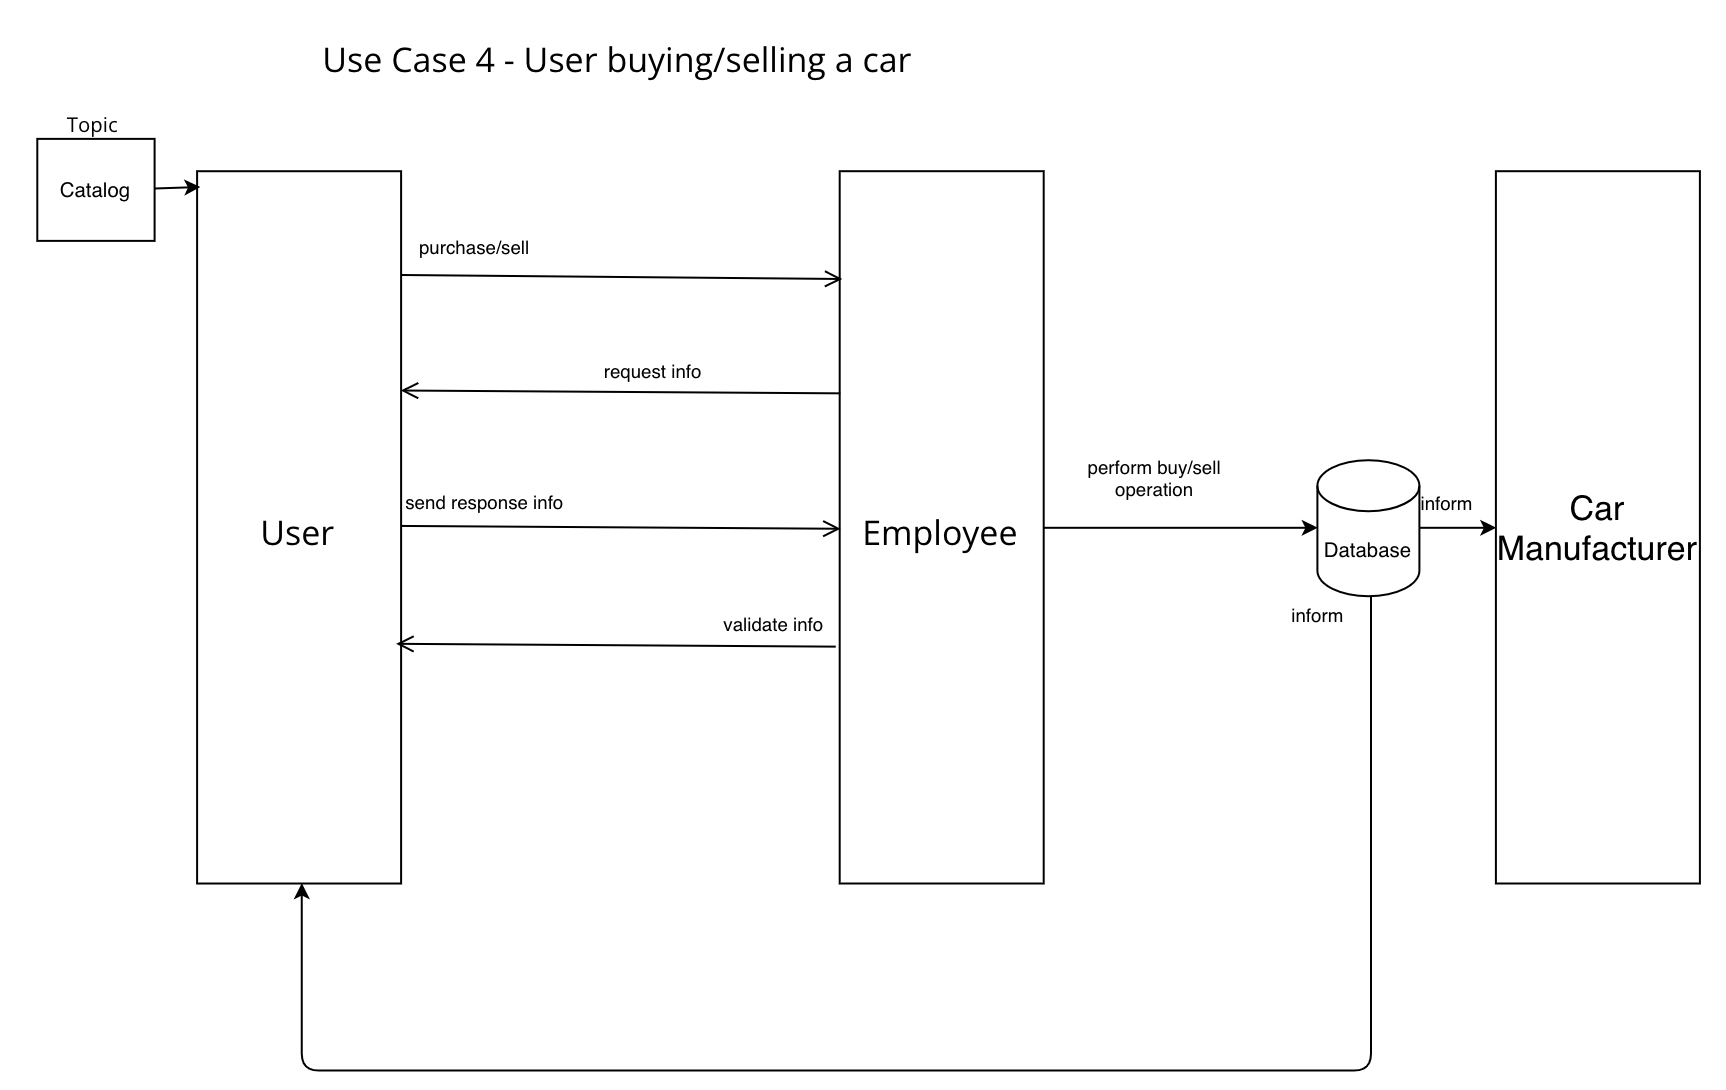 Use Case 4 - User buying/selling a car
Topic
Catalog
purchase/sell
request info
send response info
validate info
User
Employee
perform buy/sell
operation
Database
inform
inform
Car
Manufacturer